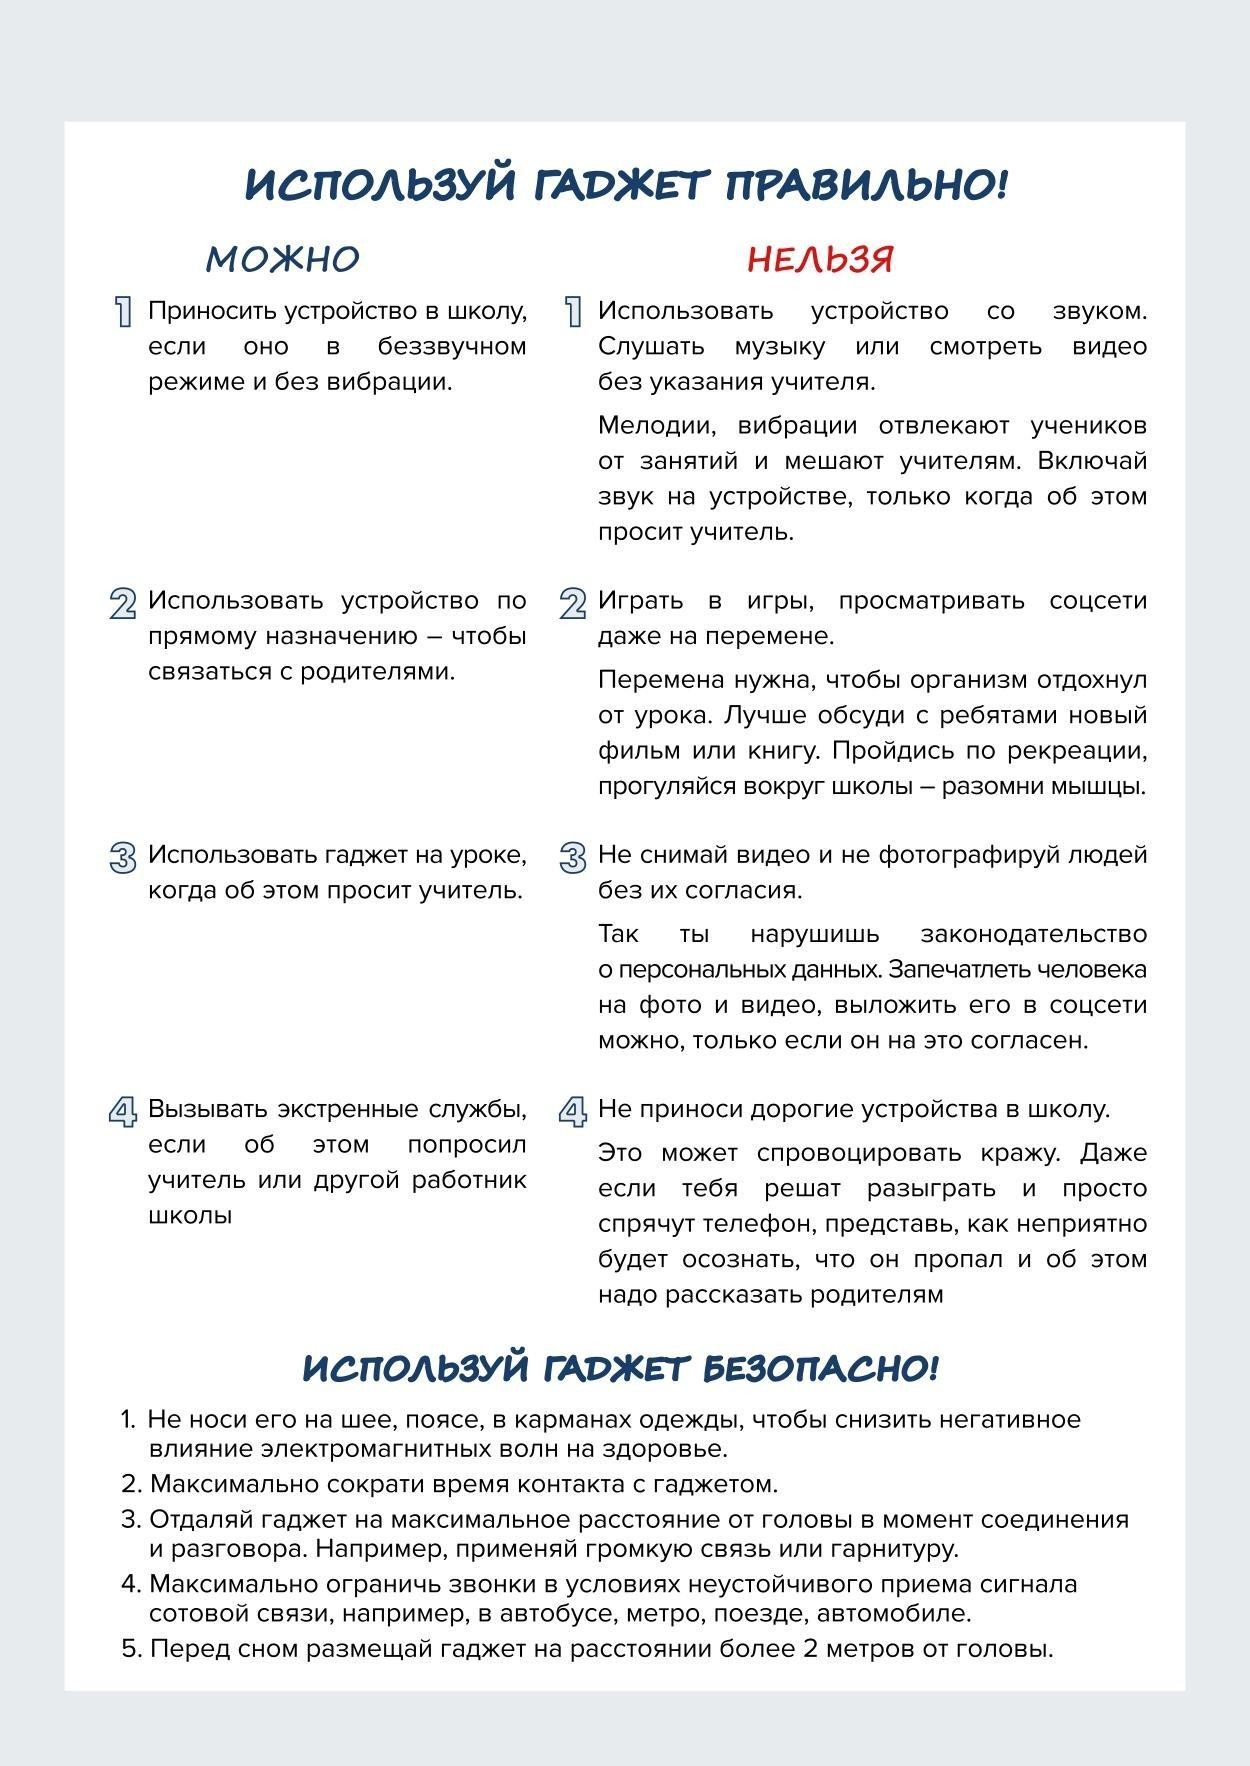 ИСПОЛЬЗУЙ ГАДЖЕТ ПРАВИЛЬНО!
МОЖНО
1 Приносить устройство в школу,
если оно в беззвучном
режиме и без вибрации.
2 Использовать устройство по
прямому назначению – чтобы
связаться с родителями.
3 Использовать гаджет на уроке,
когда об этом просит учитель.
4 Вызывать экстренные службы,
если об этом попросил
учитель или другой работник
школы
НЕЛЬЗЯ
1 Использовать устройство со звуком.
Слушать музыку или смотреть видео
без указания учителя.
Мелодии, вибрации отвлекают учеников
от занятий и мешают учителям. Включай
звук на устройстве, только когда об этом
просит учитель.
2 Играть в игры, просматривать соцсети
даже на перемене.
Перемена нужна, чтобы организм отдохнул
от урока. Лучше обсуди с ребятами новый
фильм или книгу. Пройдись по рекреации,
прогуляйся вокруг школы – разомни мышцы.
3 Не снимай видео и не фотографируй людей
без их согласия.
Так ты нарушишь законодательство
о персональных данных. Запечатлеть человека
на фото и видео, выложить его в соцсети
можно, только если он на это согласен.
4 Не приноси дорогие устройства в школу.
Это может спровоцировать кражу. Даже
если тебя решат разыграть и просто
спрячут телефон, представь, как неприятно
будет осознать, что он пропал и об этом
надо рассказать родителям
ИСПОЛЬЗУЙ ГАДЖЕТ БЕЗОПАСНО!
1. Не носи его на шее, поясе, в карманах одежды, чтобы снизить негативное
влияние электромагнитных волн на здоровье.
2. Максимально сократи время контакта с гаджетом.
3. Отдаляй гаджет на максимальное расстояние от головы в момент соединения
и разговора. Например, применяй громкую связь или гарнитуру.
4. Максимально ограничь звонки в условиях неустойчивого приема сигнала
сотовой связи, например, в автобусе, метро, поезде, автомобиле.
5. Перед сном размещай гаджет на расстоянии более 2 метров от головы.